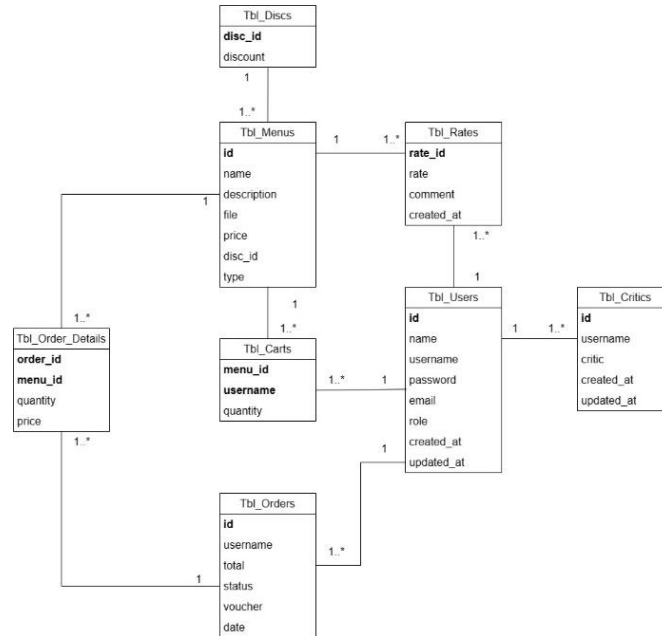 Tbl_Discs
disc_id
discount
1
1..*
Tbl_Menus
id
name
description
file
price
disc_id
type
1
1..*
Tbl_Rates
rate_id
rate
comment
created_at
1..*
1
1
1..*
1
1..*
Tbl_Users
id
name
username
password
email
role
created_at
updated_at
1
1..*
Tbl_Critics
id
username
critic
created_at
updated_at
Tbl_Order_Details
order_id
menu_id
quantity
price
1..*
Tbl_Carts
menu_id
username
quantity
1..*
1
1
1..*
Tbl_Orders
id
username
total
status
voucher
date
1